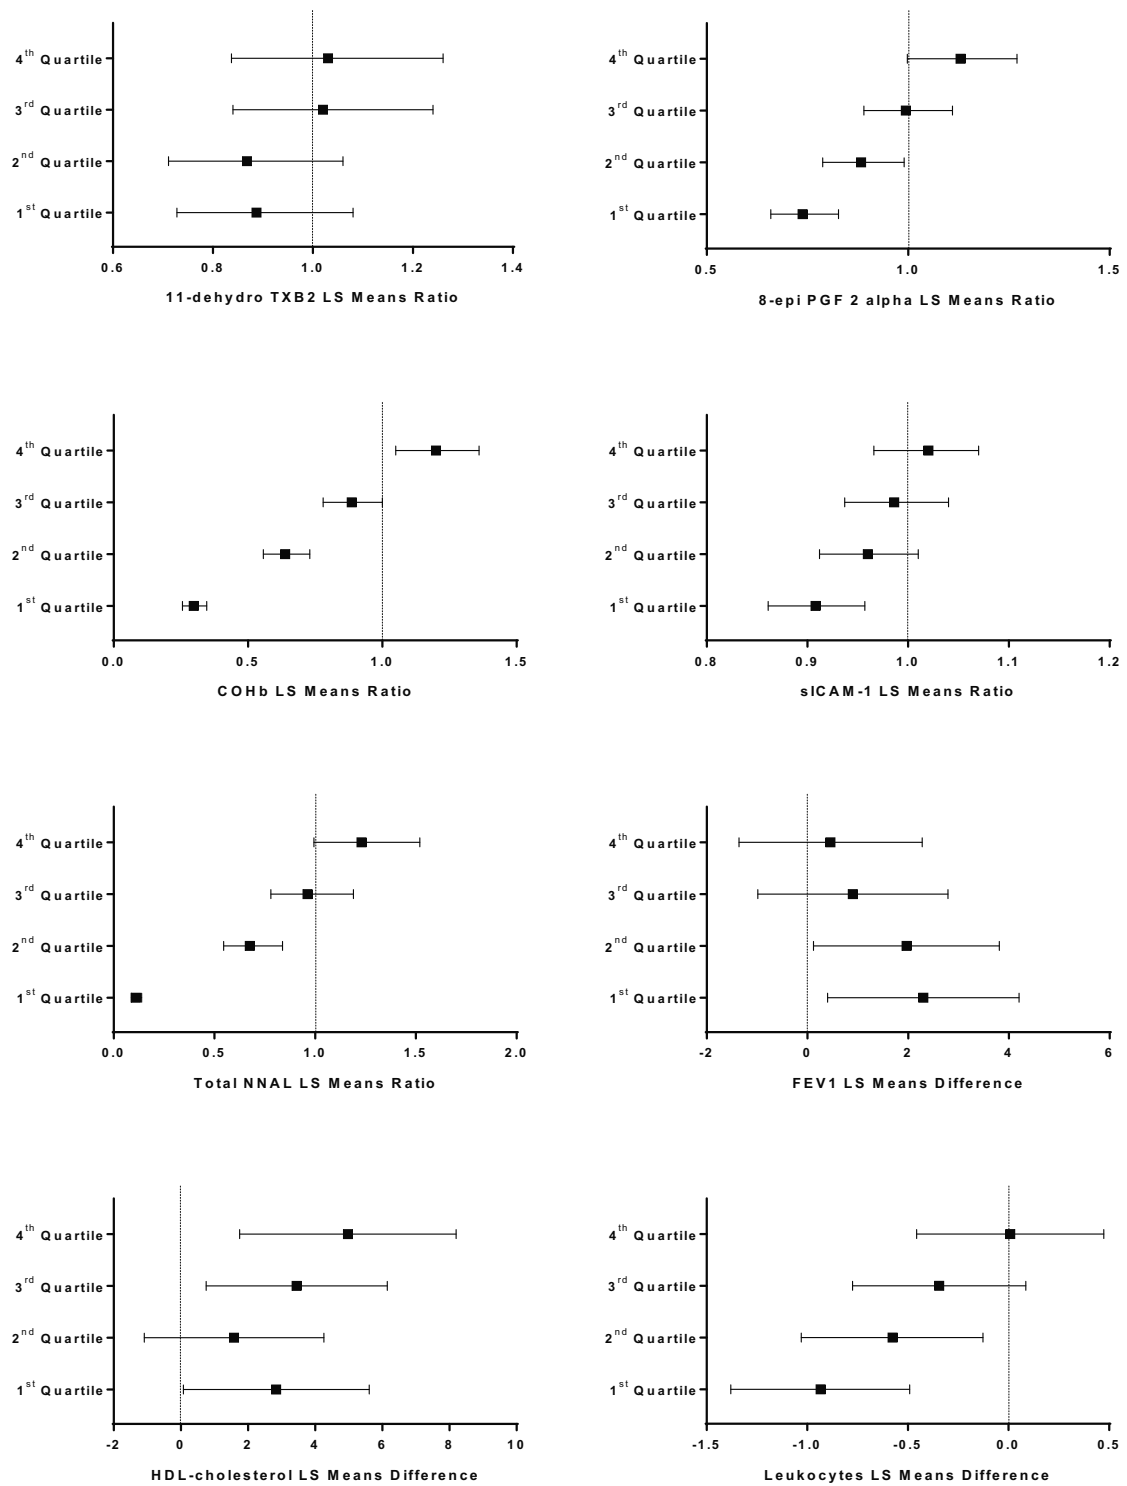 4th Quartile
3rd Quartile
2nd Quartile
1st Quartile
0.6 0.8 1.0 1.2 1.4
11-dehydro TXB2 LS Means Ratio
4th Quartile
3rd Quartile
2nd Quartile
1st Quartile
0.5 1.0 1.5
8-epi PGF 2 alpha LS Means Ratio
4th Quartile
3rd Quartile
2nd Quartile
1st Quartile
0.0 0.5 1.0 1.5
COHb LS Means Ratio
4th Quartile
3rd Quartile
2nd Quartile
1st Quartile
0.8 0.9 1.0 1.1 1.2
sICAM-1 LS Means Ratio
4th Quartile
3rd Quartile
2nd Quartile
1st Quartile
0.0 0.5 1.0 1.5 2.0
Total NNAL LS Means Ratio
4th Quartile
3rd Quartile
2nd Quartile
1st Quartile
-2 0 2 4 6
FEV1 LS Means Difference
4th Quartile
3rd Quartile
2nd Quartile
1st Quartile
-2 0 2 4 6 8 10
HDL-cholesterol LS Means Difference
4th Quartile
3rd Quartile
2nd Quartile
1st Quartile
-1.5 -1.0 -0.5 0.0 0.5
Leukocytes LS Means Difference